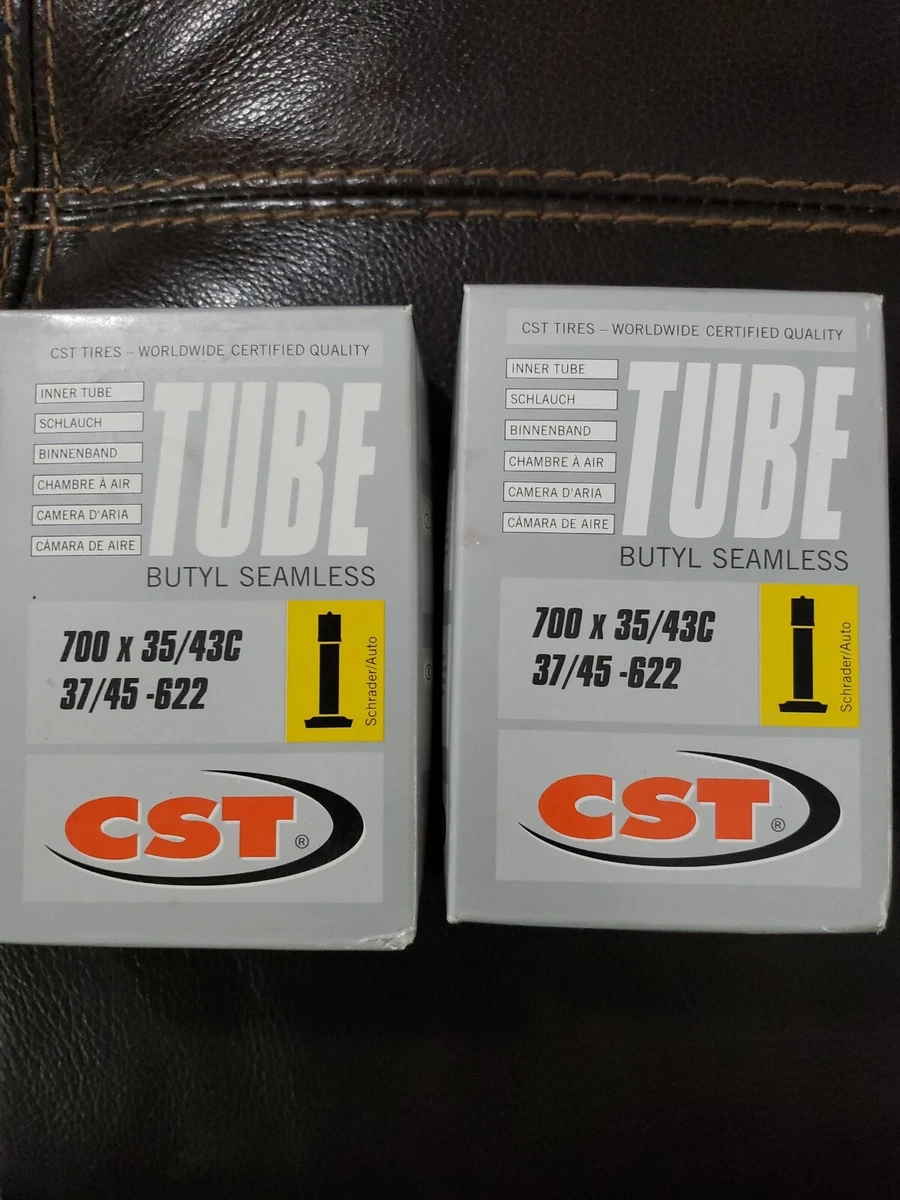 CST TIRES – WORLDWIDE CERTIFIED QUALITY
INNER TUBE
SCHLAUCH
BINNENBAND
CHAMBRE À AIR
CAMERA D'ARIA
CÁMARA DE AIRE
TUBE
BUTYL SEAMLESS
700 x 35/43C
37/45 -622
Schrader/Auto
CST®
CST TIRES – WORLDWIDE CERTIFIED QUALITY
INNER TUBE
SCHLAUCH
BINNENBAND
CHAMBRE À AIR
CAMERA D'ARIA
CÁMARA DE AIRE
TUBE
BUTYL SEAMLESS
700 x 35/43C
37/45 -622
Schrader/Auto
CST®